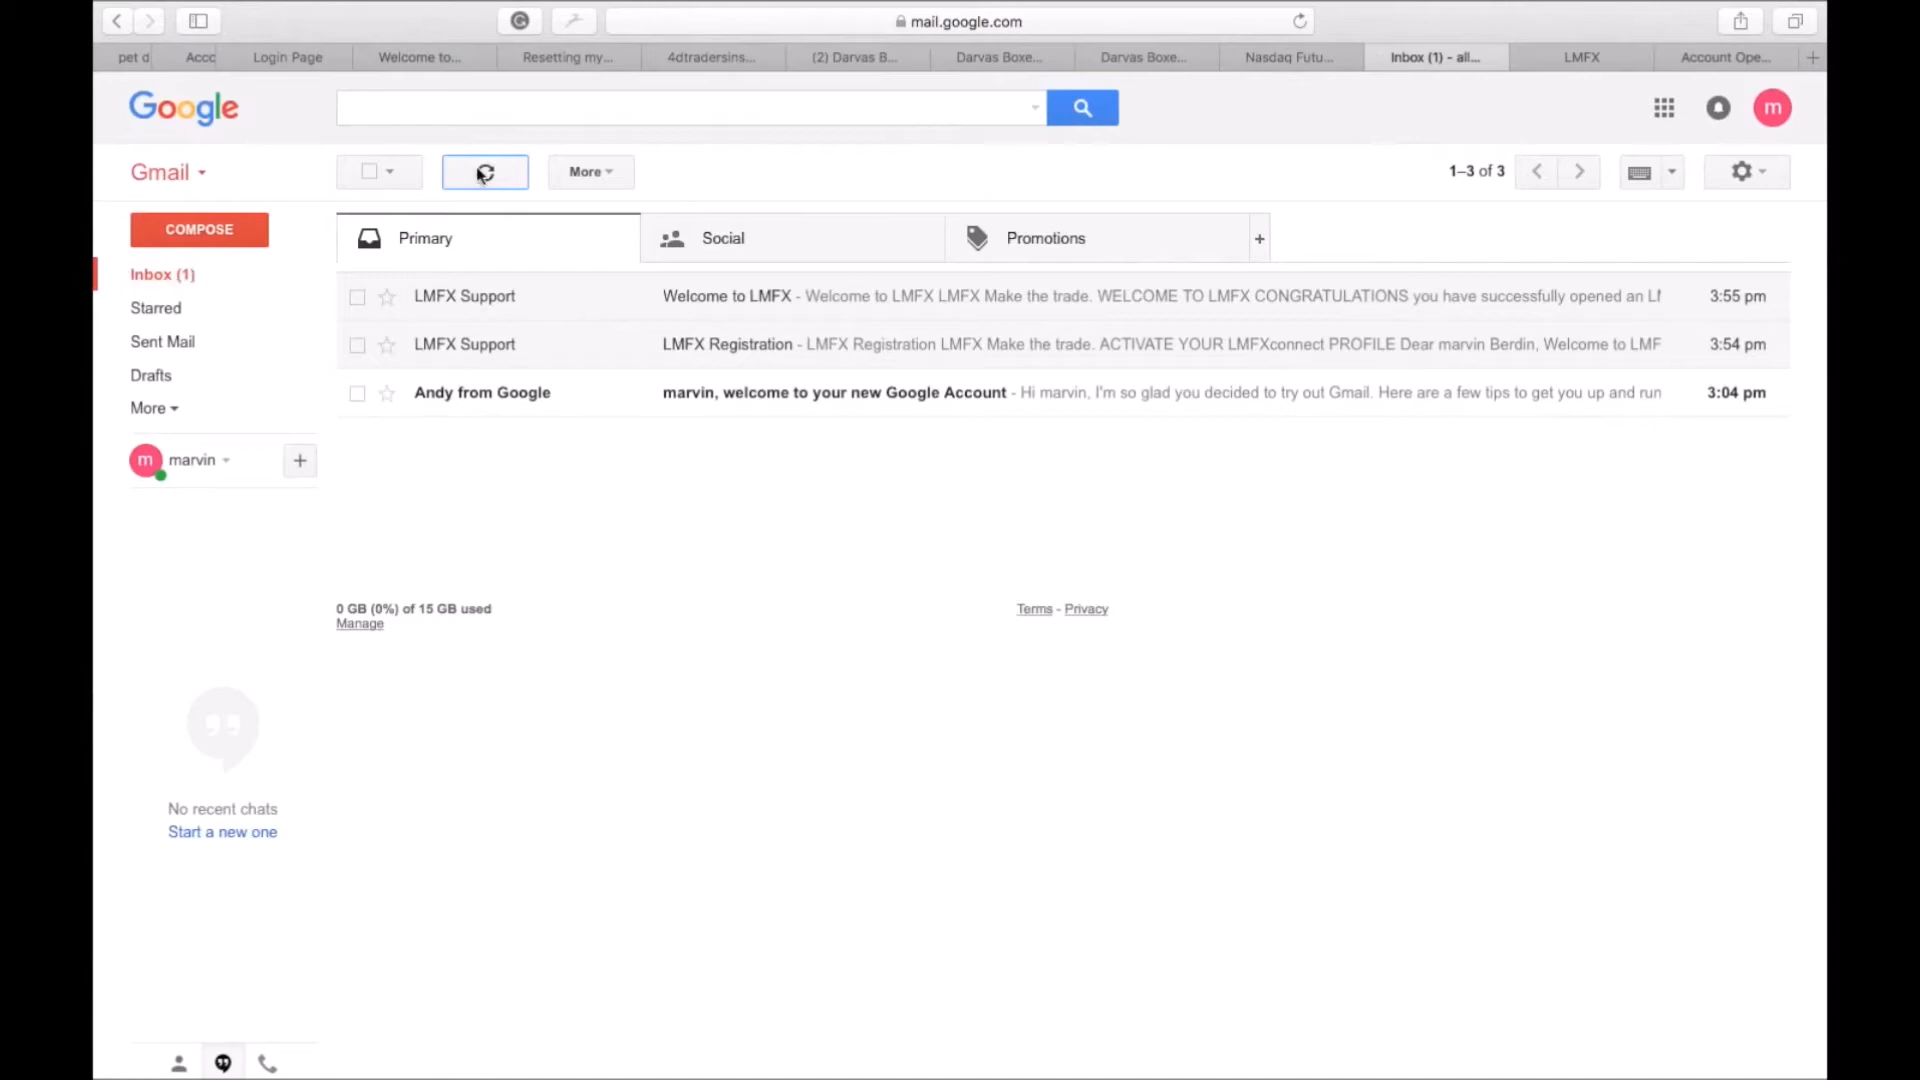 mail.google.com
pet d
Acco
Login Page
Welcome to...
Resetting my...
4dtradersins...
(2) Darvas B...
Darvas Boxe...
Darvas Boxe...
Nasdaq Futu...
Inbox (1) - all...
LMFX
Account Ope...
Google
m
Gmail
More
1–3 of 3
COMPOSE
Primary
Social
Promotions
Inbox (1)
Starred
Sent Mail
Drafts
More
LMFX Support
Welcome to LMFX - Welcome to LMFX LMFX Make the trade. WELCOME TO LMFX CONGRATULATIONS you have successfully opened an
3:55 pm
LMFX Support
LMFX Registration - LMFX Registration LMFX Make the trade. ACTIVATE YOUR LMFXconnect PROFILE Dear marvin Berdin, Welcome to LMF
3:54 pm
Andy from Google
marvin, welcome to your new Google Account - Hi marvin, I'm so glad you decided to try out Gmail. Here are a few tips to get you up and run
3:04 pm
m marvin
0 GB (0%) of 15 GB used
Manage
Terms - Privacy
No recent chats
Start a new one